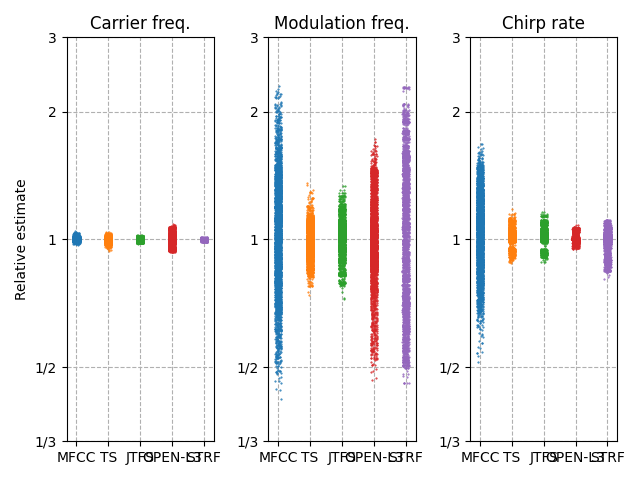 Carrier freq.
Modulation freq.
Chirp rate
Relative estimate
3
2
1
1/2
1/3
MFCC TS JTFS OPEN-L3 STRF
3
2
1
1/2
1/3
MFCC TS JTFS OPEN-L3 STRF
3
2
1
1/2
1/3
MFCC TS JTFS OPEN-L3 STRF